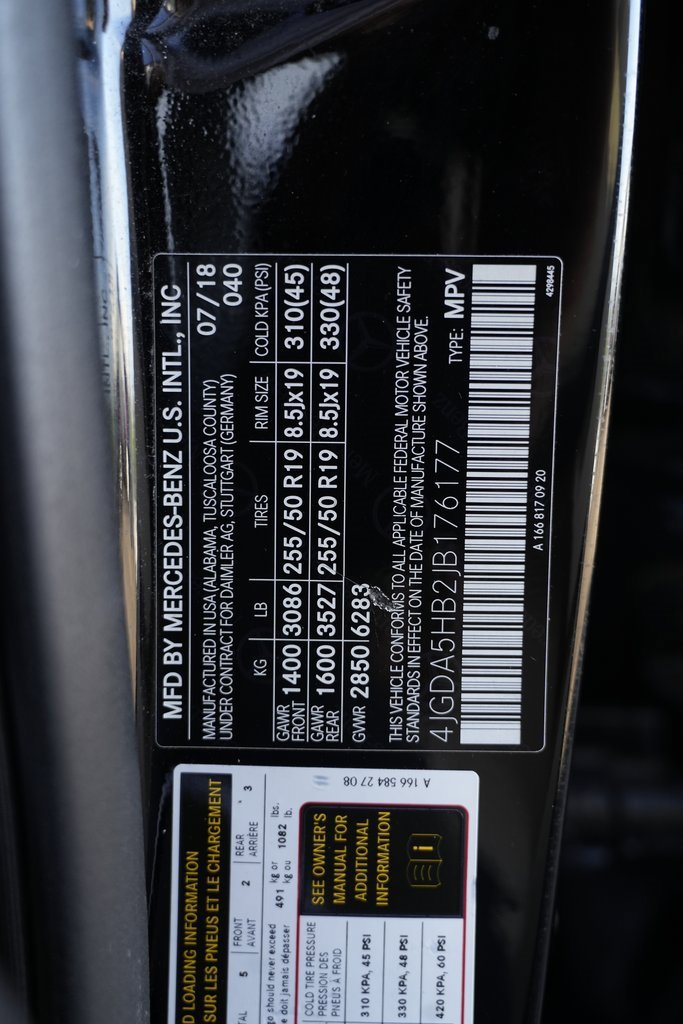 MFD BY MERCEDES-BENZ U.S. INTL., INC
MANUFACTURED IN USA (ALABAMA, TUSCALOOSA COUNTY) 07/18
UNDER CONTRACT FOR DAIMLER AG, STUTTGART (GERMANY) 040
KG LB TIRES RIM SIZE COLD KPA (PSI)
GAWR FRONT 1400 3086 255/50 R19 8.5Jx19 310(45)
GAWR REAR 1600 3527 255/50 R19 8.5Jx19 330(48)
GVWR 2850 6283
THIS VEHICLE CONFORMS TO ALL APPLICABLE FEDERAL MOTOR VEHICLE SAFETY
STANDARDS IN EFFECT ON THE DATE OF MANUFACTURE SHOWN ABOVE.
4JGDA5HB2JB176177 TYPE: MPV
A 166 817 09 20
4298445
D LOADING INFORMATION
SUR LES PNEUS ET LE CHARGEMENT
AL 5 FRONT 2 REAR 3
AVANT ARRIÈRE
go should never exceed 491 kg or lbs.
e doit jamais dépasser kg ou 1082 lb.
COLD TIRE PRESSURE
PRESSION DES
PNEUS À FROID
310 KPA, 45 PSI
330 KPA, 48 PSI
420 KPA, 60 PSI
SEE OWNER'S
MANUAL FOR
ADDITIONAL
INFORMATION
i
A 166 584 27 08